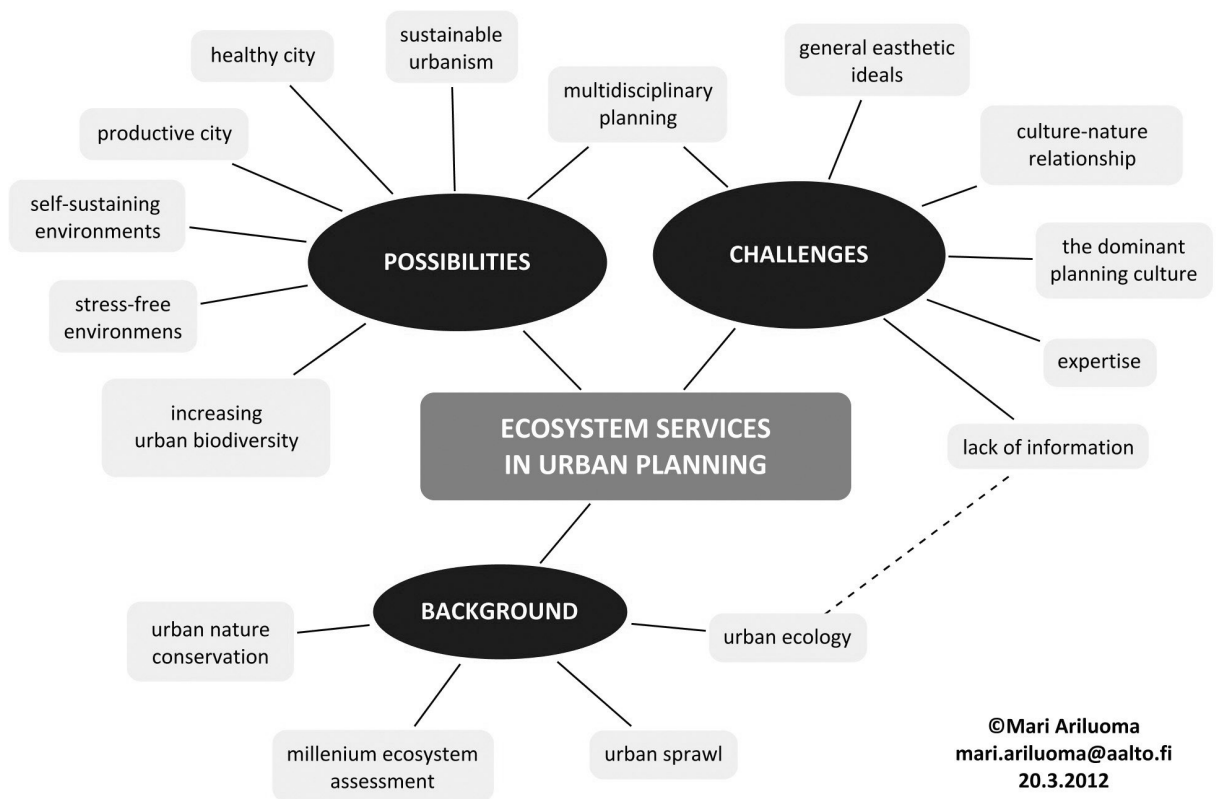 sustainable
urbanism
healthy city
general easthetic
ideals
multidisciplinary
planning
productive city
culture-nature
relationship
self-sustaining
environments
POSSIBILITIES
CHALLENGES
the dominant
planning culture
stress-free
environmens
expertise
increasing
urban biodiversity
ECOSYSTEM SERVICES
IN URBAN PLANNING
lack of information
BACKGROUND
urban nature
conservation
urban ecology
millenium ecosystem
assessment
urban sprawl
©Mari Ariluoma
mari.ariluoma@aalto.fi
20.3.2012